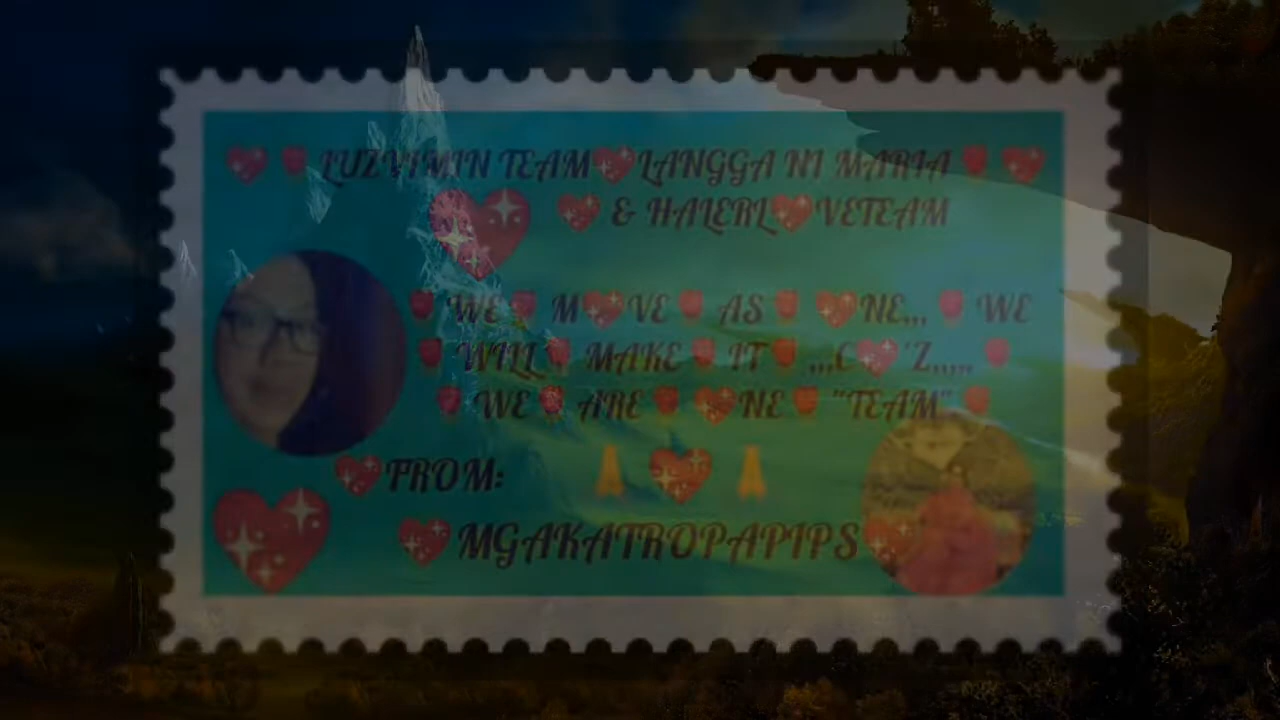 💖🌹LUZVIMIN TEAM💖LANGGA NI MARIA🌹💖
💖& HALERL💖VETEAM
🌹WE🌹M💖VE🌹AS🌹💖NE...🌹WE
🌹WILL🌹MAKE🌹IT🌹,,,C💖'Z,,,,🌹
🌹WE🌹ARE🌹💖NE🌹"TEAM"🌹
💖FROM: 🙏💖🙏
💖MGAKATROPAPIPS💖